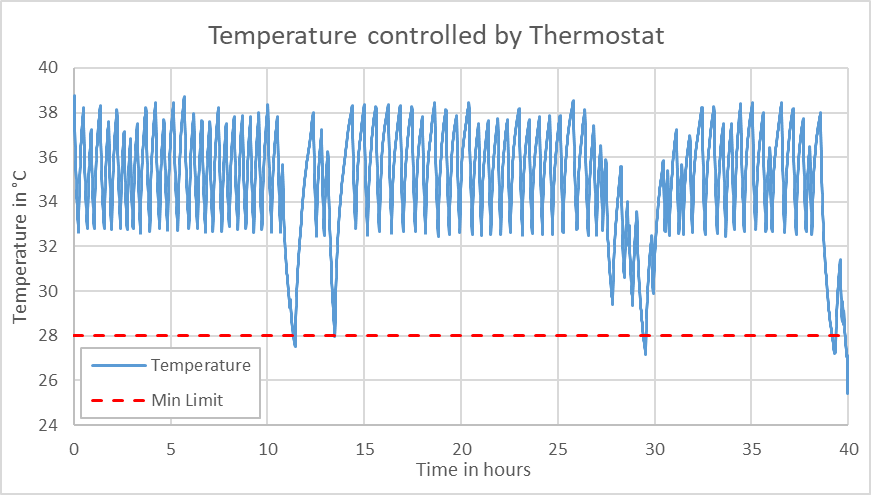 Temperature controlled by Thermostat
40
38
36
34
32
30
28
26
24
Temperature in ˚C
Temperature
Min Limit
0 5 10 15 20 25 30 35 40
Time in hours